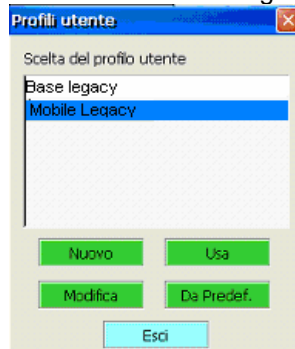 Profili utente
Scelta del profilo utente
Base legacy
Mobile Legacy
Nuovo Usa
Modifica Da Predef.
Esci